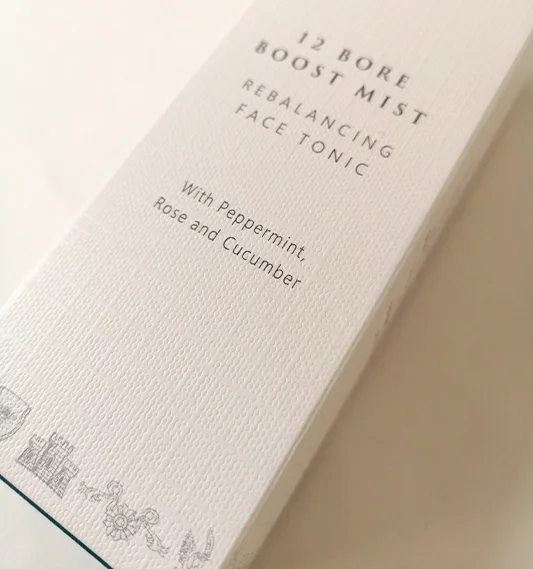 12 BORE
BOOST MIST
REBALANCING
FACE TONIC
With Peppermint,
Rose and Cucumber